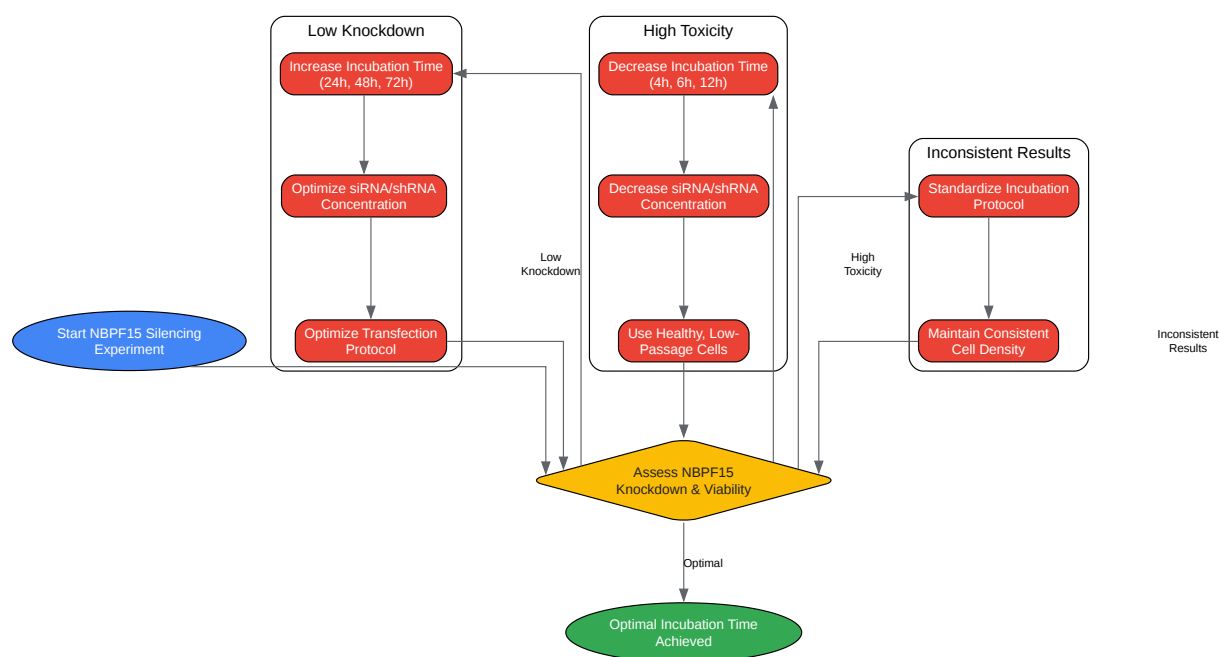 Low Knockdown
Increase Incubation Time
(24h, 48h, 72h)
Optimize siRNA/shRNA
Concentration
Optimize Transfection
Protocol
High Toxicity
Decrease Incubation Time
(4h, 6h, 12h)
Decrease siRNA/shRNA
Concentration
Use Healthy, Low-
Passage Cells
Inconsistent Results
Standardize Incubation
Protocol
Maintain Consistent
Cell Density
Low
Knockdown
High
Toxicity
Inconsistent
Results
Start NBPF15 Silencing
Experiment
Assess NBPF15
Knockdown & Viability
Optimal
Optimal Incubation Time
Achieved